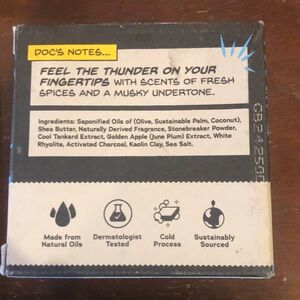 DOC'S NOTES...
FEEL THE THUNDER ON YOUR
FINGERTIPS WITH SCENTS OF FRESH
SPICES AND A MUSKY UNDERTONE.
Ingredients: Saponified Oils of (Olive, Sustainable Palm, Coconut),
Shea Butter, Naturally Derived Fragrance, Stonebreaker Powder,
Cool Tankard Extract, Golden Apple (June Plum) Extract, White
Rhyolite, Activated Charcoal, Kaolin Clay, Sea Salt.
Made from
Natural Oils
Dermatologist
Tested
Cold
Process
Sustainably
Sourced